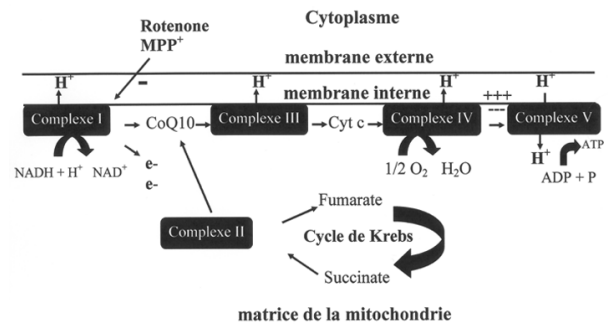 Cytoplasme
Rotenone
MPP+
membrane externe
H+ - H+ H+ H+
membrane interne +++
---
Complexe I CoQ10 Complexe III Cyt c Complexe IV Complexe V
NADH + H+ NAD+ e- 1/2 O2 H2O H+ ATP
e- ADP + P
Fumarate
Complexe II Cycle de Krebs
Succinate
matrice de la mitochondrie